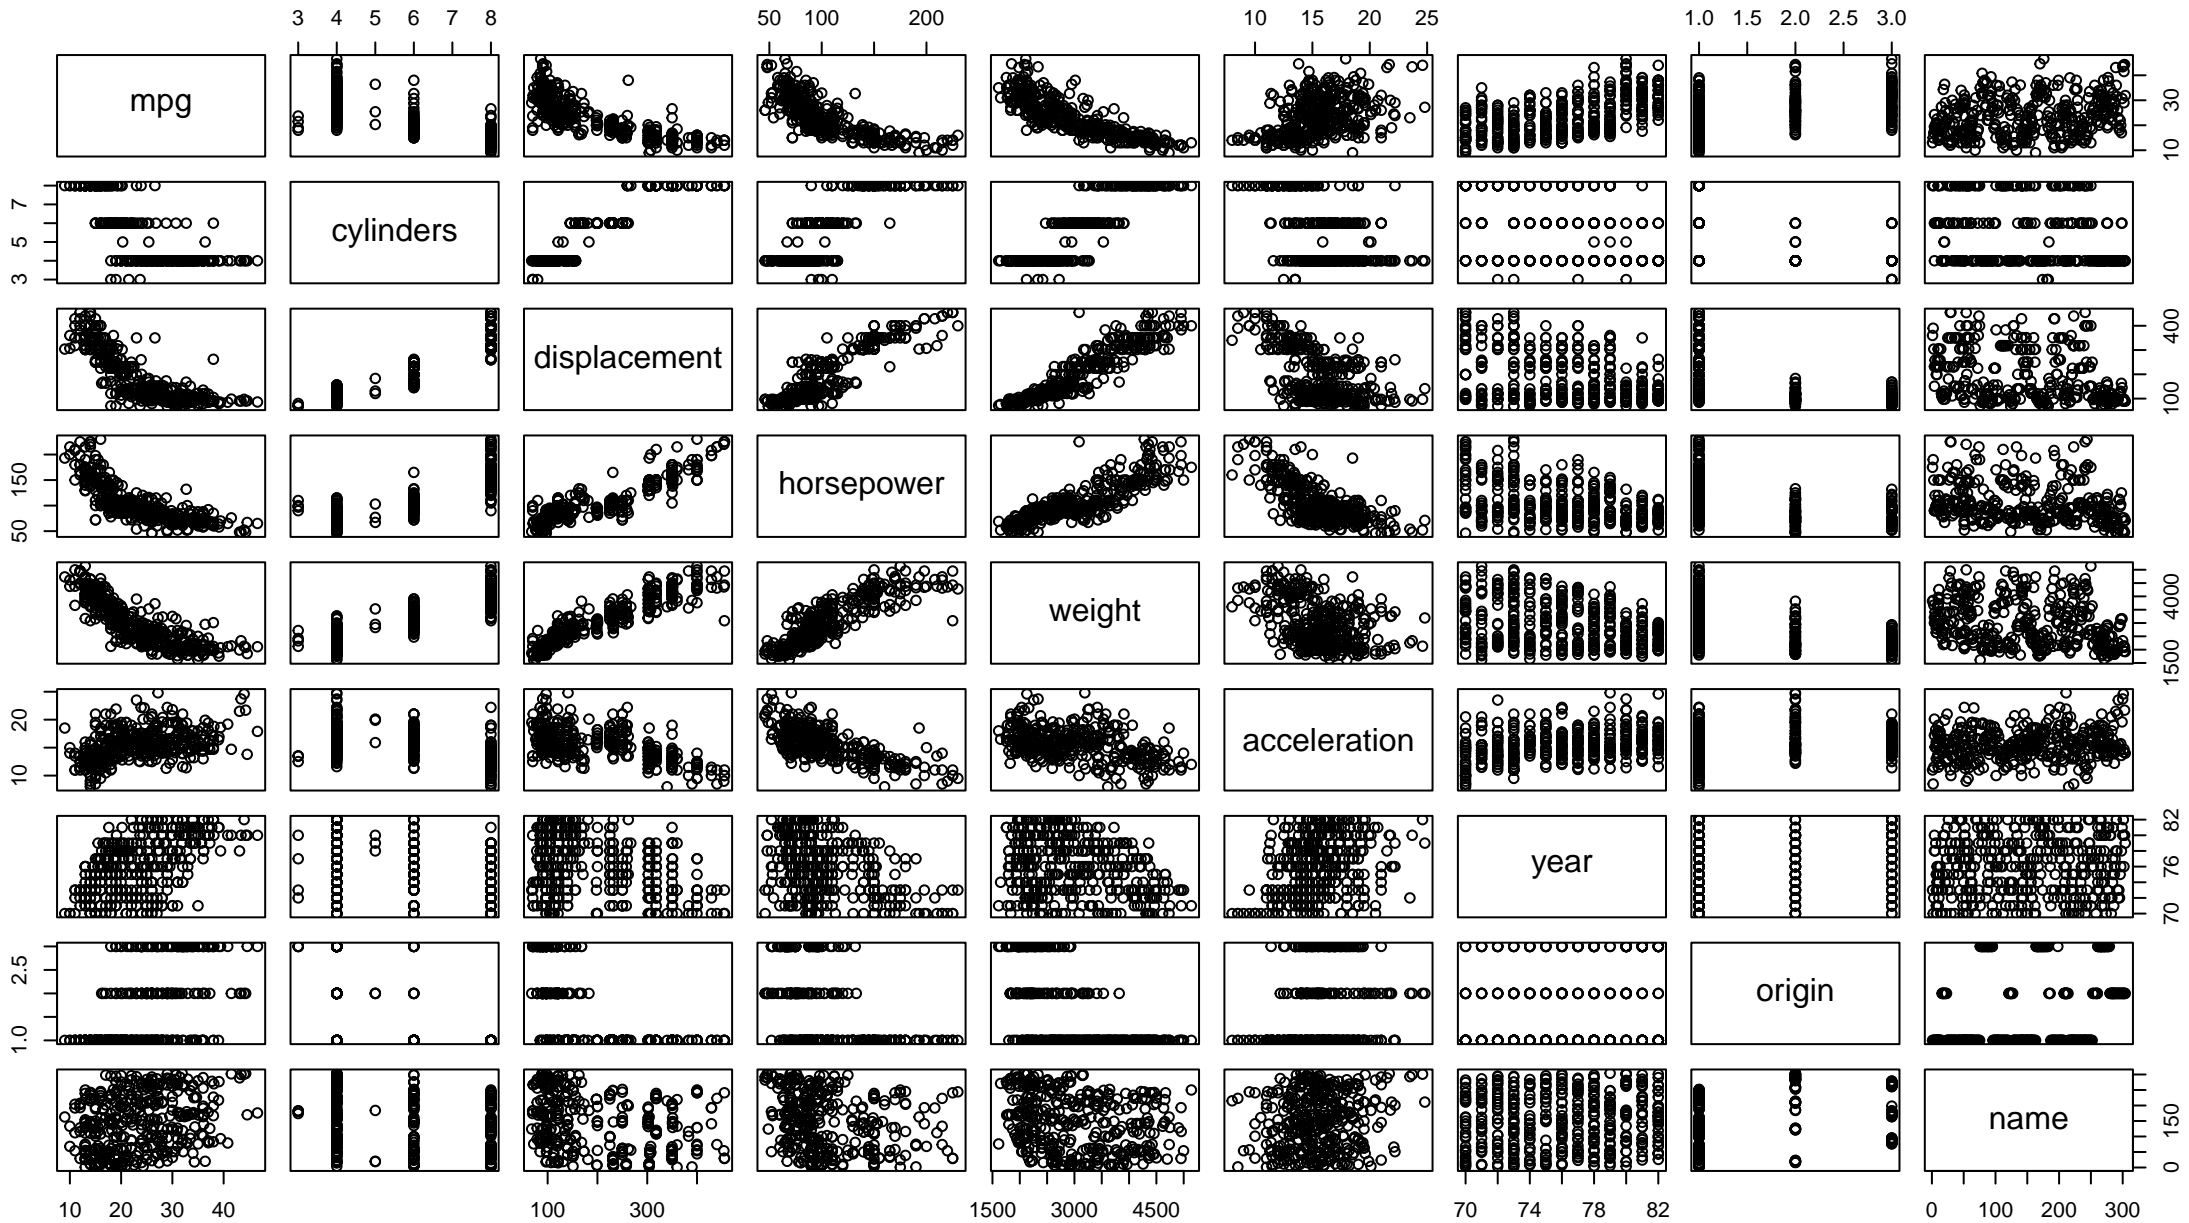 3 4 5 6 7 8 50 100 200 10 15 20 25 1.0 1.5 2.0 2.5 3.0
mpg
10 30
cylinders
3 5 7
displacement
100 400
horsepower
50 150
weight
1500 4000
acceleration
10 20
year
70 76 82
origin
1.0 2.5
name
0 150
10 20 30 40 100 300 1500 3000 4500 70 74 78 82 0 100 200 300